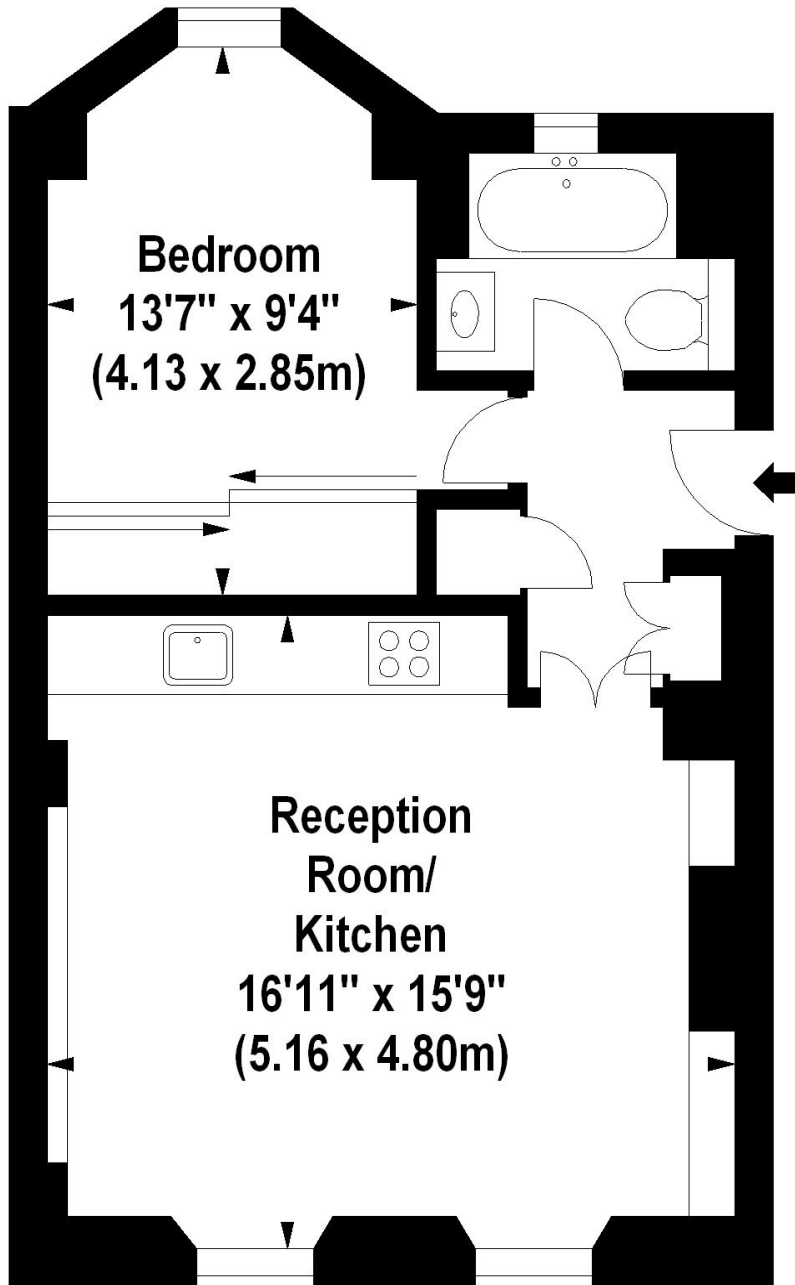 Bedroom
13'7" x 9'4"
(4.13 x 2.85m)
Reception
Room/
Kitchen
16'11" x 15'9"
(5.16 x 4.80m)